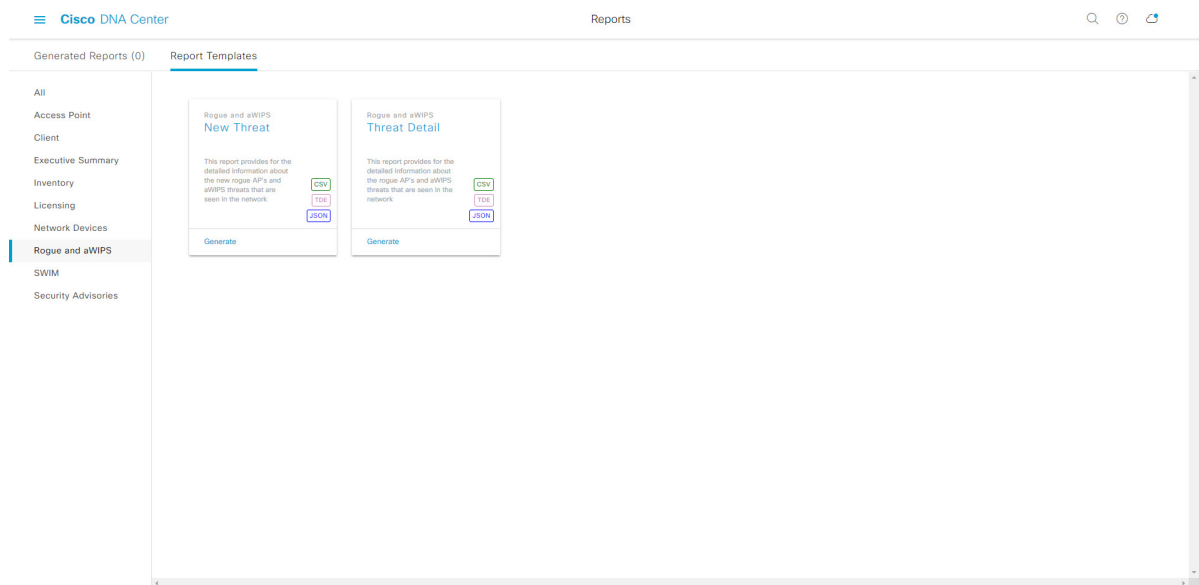 Cisco DNA Center
Reports
Generated Reports (0)
Report Templates
All
Access Point
Client
Executive Summary
Inventory
Licensing
Network Devices
Rogue and aWIPS
SWIM
Security Advisories
Rogue and aWIPS
New Threat
This report provides for the
detailed information about
the new rogue AP's and
aWIPS threats that are
seen in the network
CSV
TDE
JSON
Generate
Rogue and aWIPS
Threat Detail
This report provides for the
detailed information about
the rogue AP's and aWIPS
threats that are seen in the
network
CSV
TDE
JSON
Generate